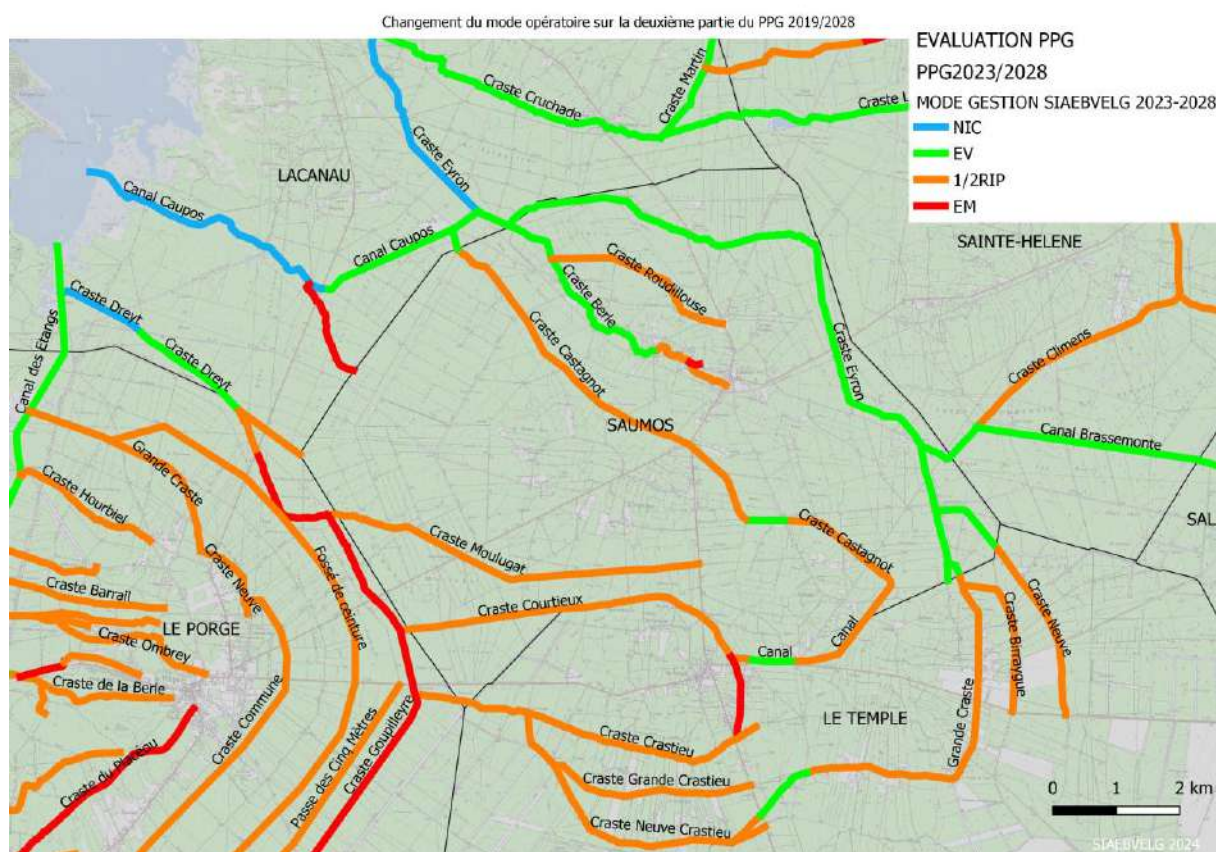 Changement du mode opératoire sur la deuxième partie du PPG 2019/2028
EVALUATION PPG
PPG2023/2028
MODE GESTION SIAEBVELG 2023-2028
NIC
EV
1/2RIP
EM
Craste Cruchade
Craste Martin
Craste L
Craste Eyron
LACANAU
Canal Caupos
Canal Caupos
SAINTE-HELENE
Craste Roudillouse
Craste Berle
Craste Dreyt
Craste Dreyt
Canal des Etangs
Craste Castagnot
Craste Eyron
Craste Climens
SAUMOS
Canal Brassemonte
Grande Craste
Craste Hourbiel
SAL
Craste Castagnot
Craste Moulugat
Craste Neuve
Fossé de ceinture
Craste Barrail
Craste Courtieux
Canal
Craste Birraygue
Craste Neuve
LE PORGE
Craste Ombrey
Canal
Craste de la Berle
Craste Commune
Passe des Cinq Mètres
Craste Goupilleyre
Craste Crastieu
LE TEMPLE
Grande Craste
Craste du Placéou
Craste Grande Crastieu
Craste Neuve Crastieu
0 1 2 km
SIAEBVELG 2024